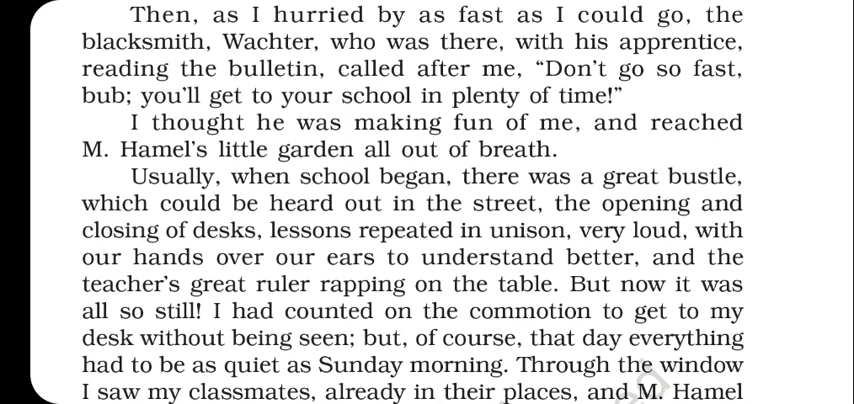 Then, as I hurried by as fast as I could go, the
blacksmith, Wachter, who was there, with his apprentice,
reading the bulletin, called after me, “Don’t go so fast,
bub; you’ll get to your school in plenty of time!”
I thought he was making fun of me, and reached
M. Hamel’s little garden all out of breath.
Usually, when school began, there was a great bustle,
which could be heard out in the street, the opening and
closing of desks, lessons repeated in unison, very loud, with
our hands over our ears to understand better, and the
teacher’s great ruler rapping on the table. But now it was
all so still! I had counted on the commotion to get to my
desk without being seen; but, of course, that day everything
had to be as quiet as Sunday morning. Through the window
I saw my classmates, already in their places, and M. Hamel